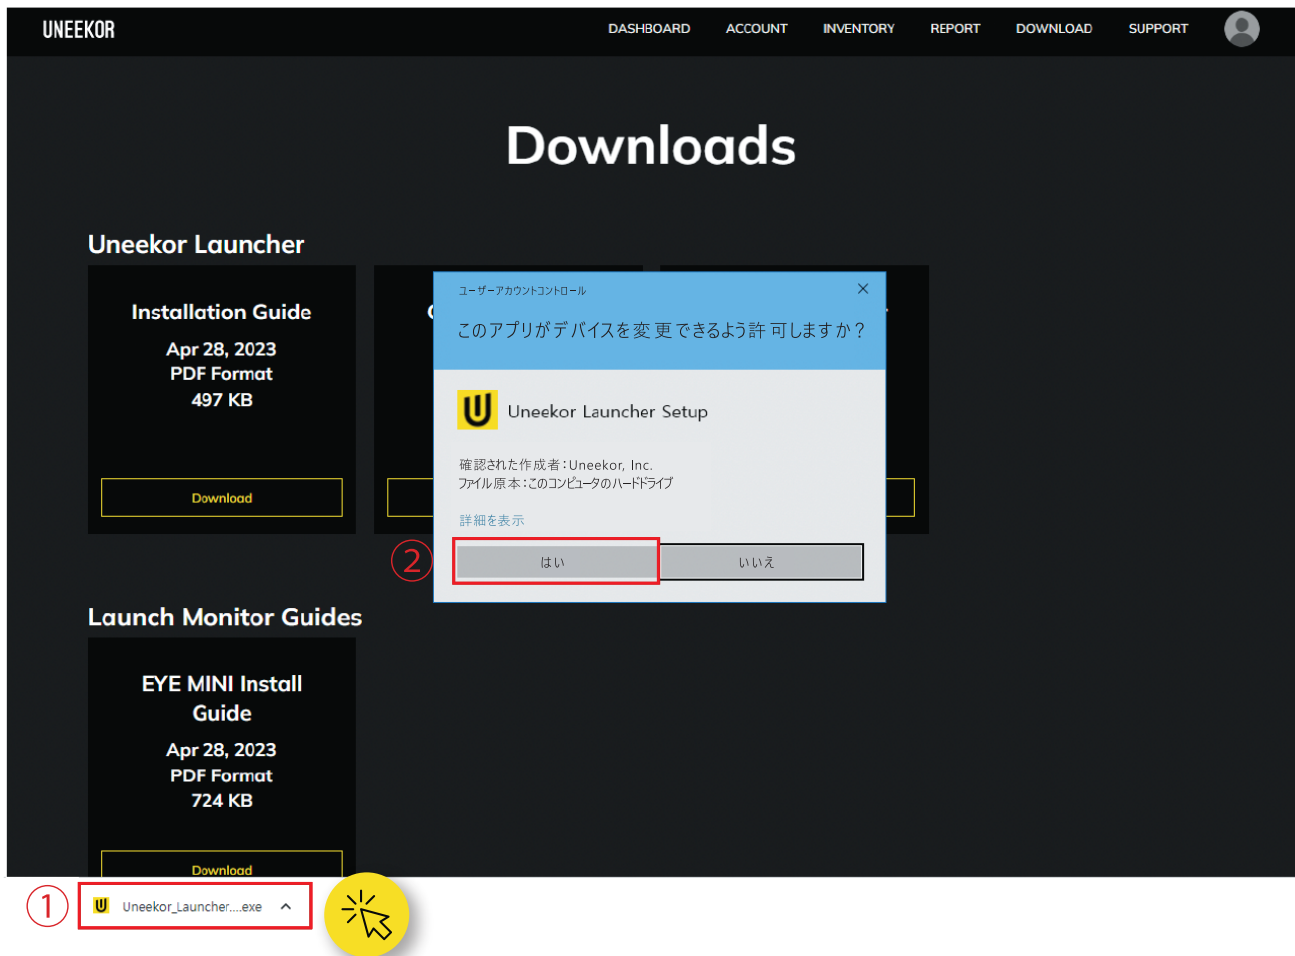 UNEEKOR
DASHBOARD ACCOUNT INVENTORY REPORT DOWNLOAD SUPPORT
Downloads
Uneekor Launcher
Installation Guide
Apr 28, 2023
PDF Format
497 KB
Download
ユーザーアカウントコントロール
このアプリがデバイスを変更できるよう許可しますか？
Uneekor Launcher Setup
確認された作成者：Uneekor, Inc.
ファイル原本：このコンピュータのハードドライブ
詳細を表示
②
はい
いいえ
Launch Monitor Guides
EYE MINI Install
Guide
Apr 28, 2023
PDF Format
724 KB
Download
①
Uneekor_Launcher....exe